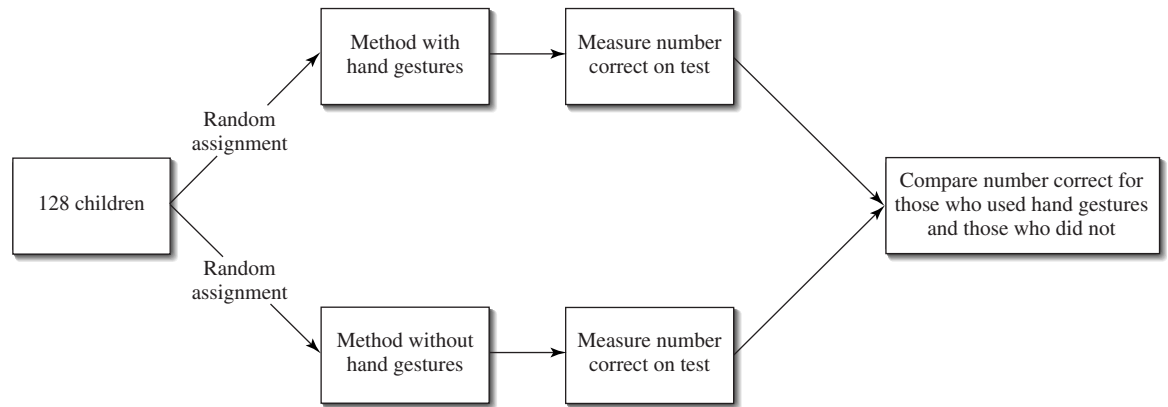 128 children
Random
assignment
Method with
hand gestures
Measure number
correct on test
Random
assignment
Method without
hand gestures
Measure number
correct on test
Compare number correct for
those who used hand gestures
and those who did not